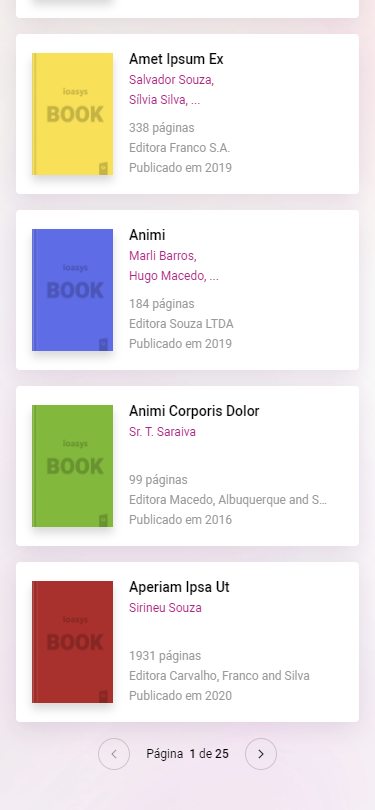 ioasys
BOOK
Amet Ipsum Ex
Salvador Souza,
Sílvia Silva, ...
338 páginas
Editora Franco S.A.
Publicado em 2019
ioasys
BOOK
Animi
Marli Barros,
Hugo Macedo, ...
184 páginas
Editora Souza LTDA
Publicado em 2019
ioasys
BOOK
Animi Corporis Dolor
Sr. T. Saraiva
99 páginas
Editora Macedo, Albuquerque and S...
Publicado em 2016
ioasys
BOOK
Aperiam Ipsa Ut
Sirineu Souza
1931 páginas
Editora Carvalho, Franco and Silva
Publicado em 2020
Página 1 de 25